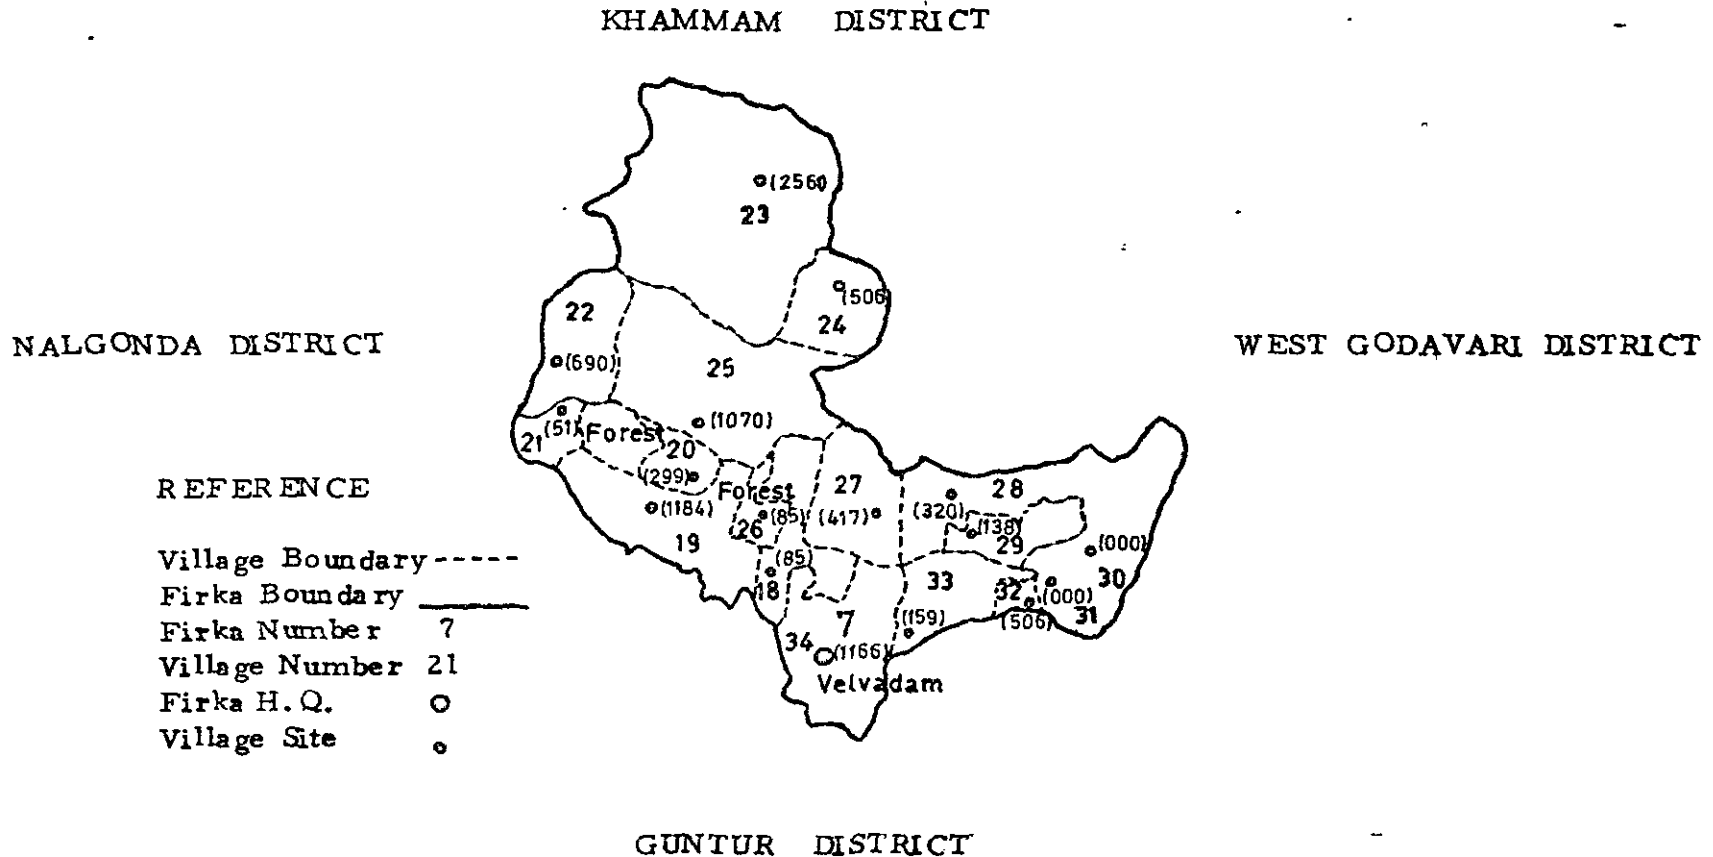 KHAMMAM DISTRICT
(256)
23
(506)
22
24
NALGONDA DISTRICT
WEST GODAVARI DISTRICT
(690)
25
(51)
(1070)
21
Forest
20
(299)
Forest
27
28
(1184)
26
(85)
(417)
(320)
(138)
29
(000)
19
(85)
18
33
32
(000)
30
31
(506)
(159)
7
34
(1166)
Velvadam
REFERENCE
Village Boundary
Firka Boundary
Firka Number 7
Village Number 21
Firka H.Q.
Village Site
GUNTUR DISTRICT